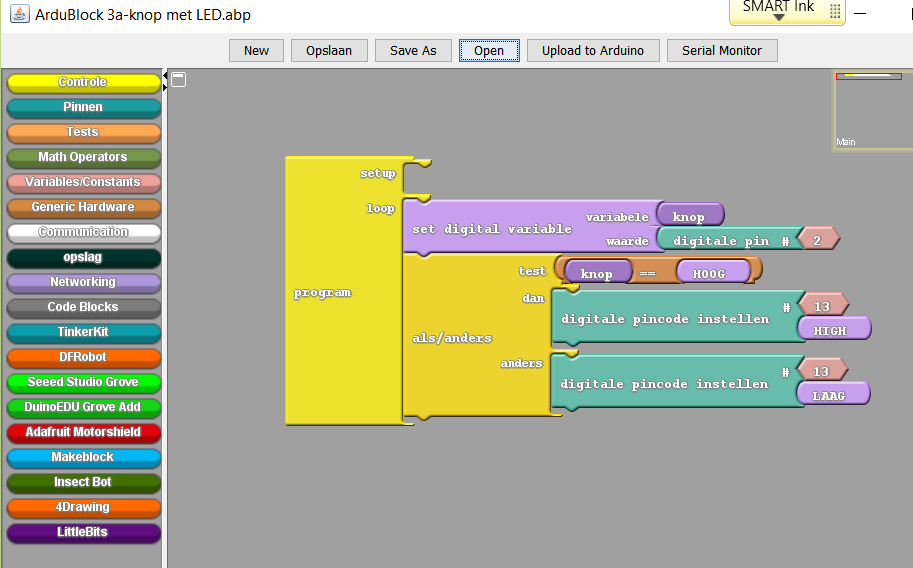 ArduBlock 3a-knop met LED.abp
SMART Ink
New Opslaan Save As Open Upload to Arduino Serial Monitor
Controle
Pinnen
Tests
Math Operators
Variables/Constants
Generic Hardware
Communication
opslag
Networking
Code Blocks
TinkerKit
DFRobot
Seeed Studio Grove
DuinoEDU Grove Add
Adafruit Motorshield
Makeblock
Insect Bot
4Drawing
LittleBits
Main
program
setup
loop
set digital variable
variabele knop
waarde digitale pin # 2
als/anders
test knop == HOOG
dan
digitale pincode instellen # 13
HIGH
anders
digitale pincode instellen # 13
LAAG